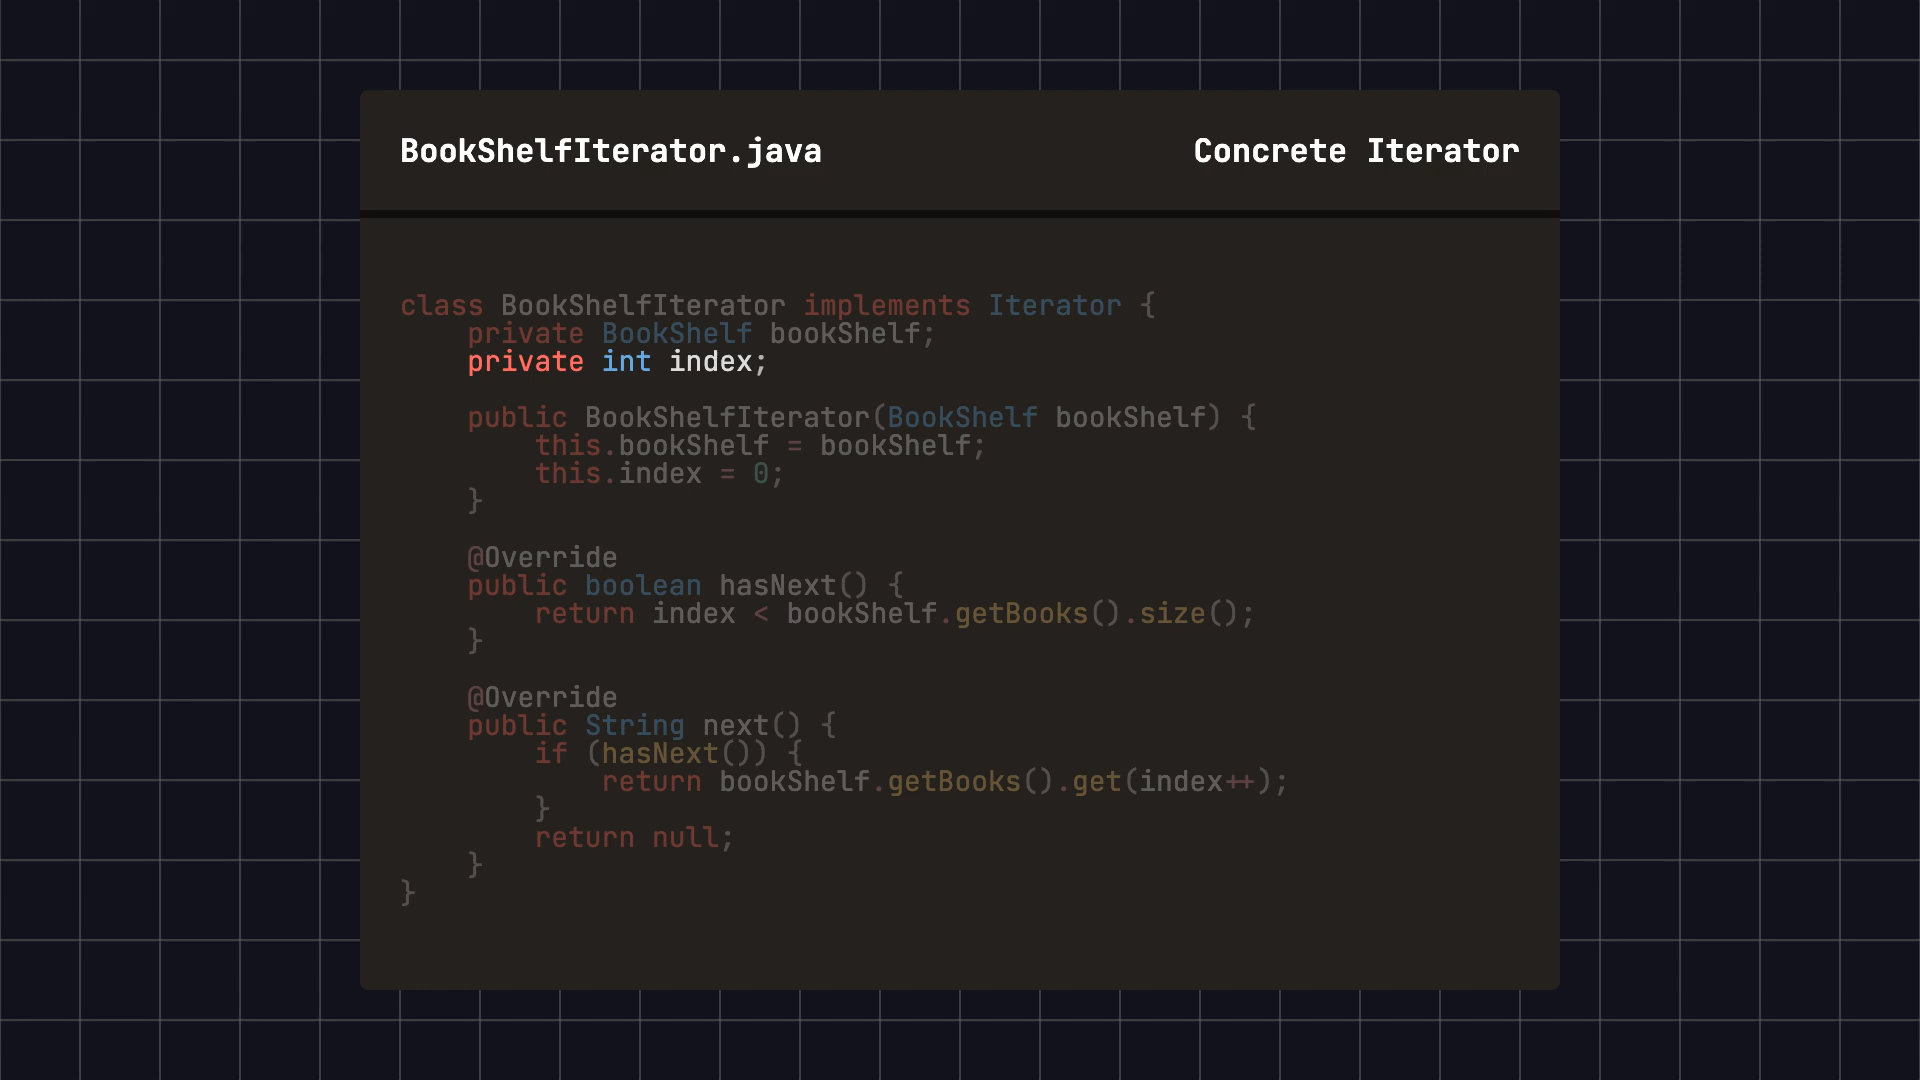 BookShelfIterator.java
Concrete Iterator
class BookShelfIterator implements Iterator {
    private BookShelf bookShelf;
    private int index;
    public BookShelfIterator(BookShelf bookShelf) {
        this.bookShelf = bookShelf;
        this.index = 0;
    }
    @Override
    public boolean hasNext() {
        return index < bookShelf.getBooks().size();
    }
    @Override
    public String next() {
        if (hasNext()) {
            return bookShelf.getBooks().get(index++);
        }
        return null;
    }
}